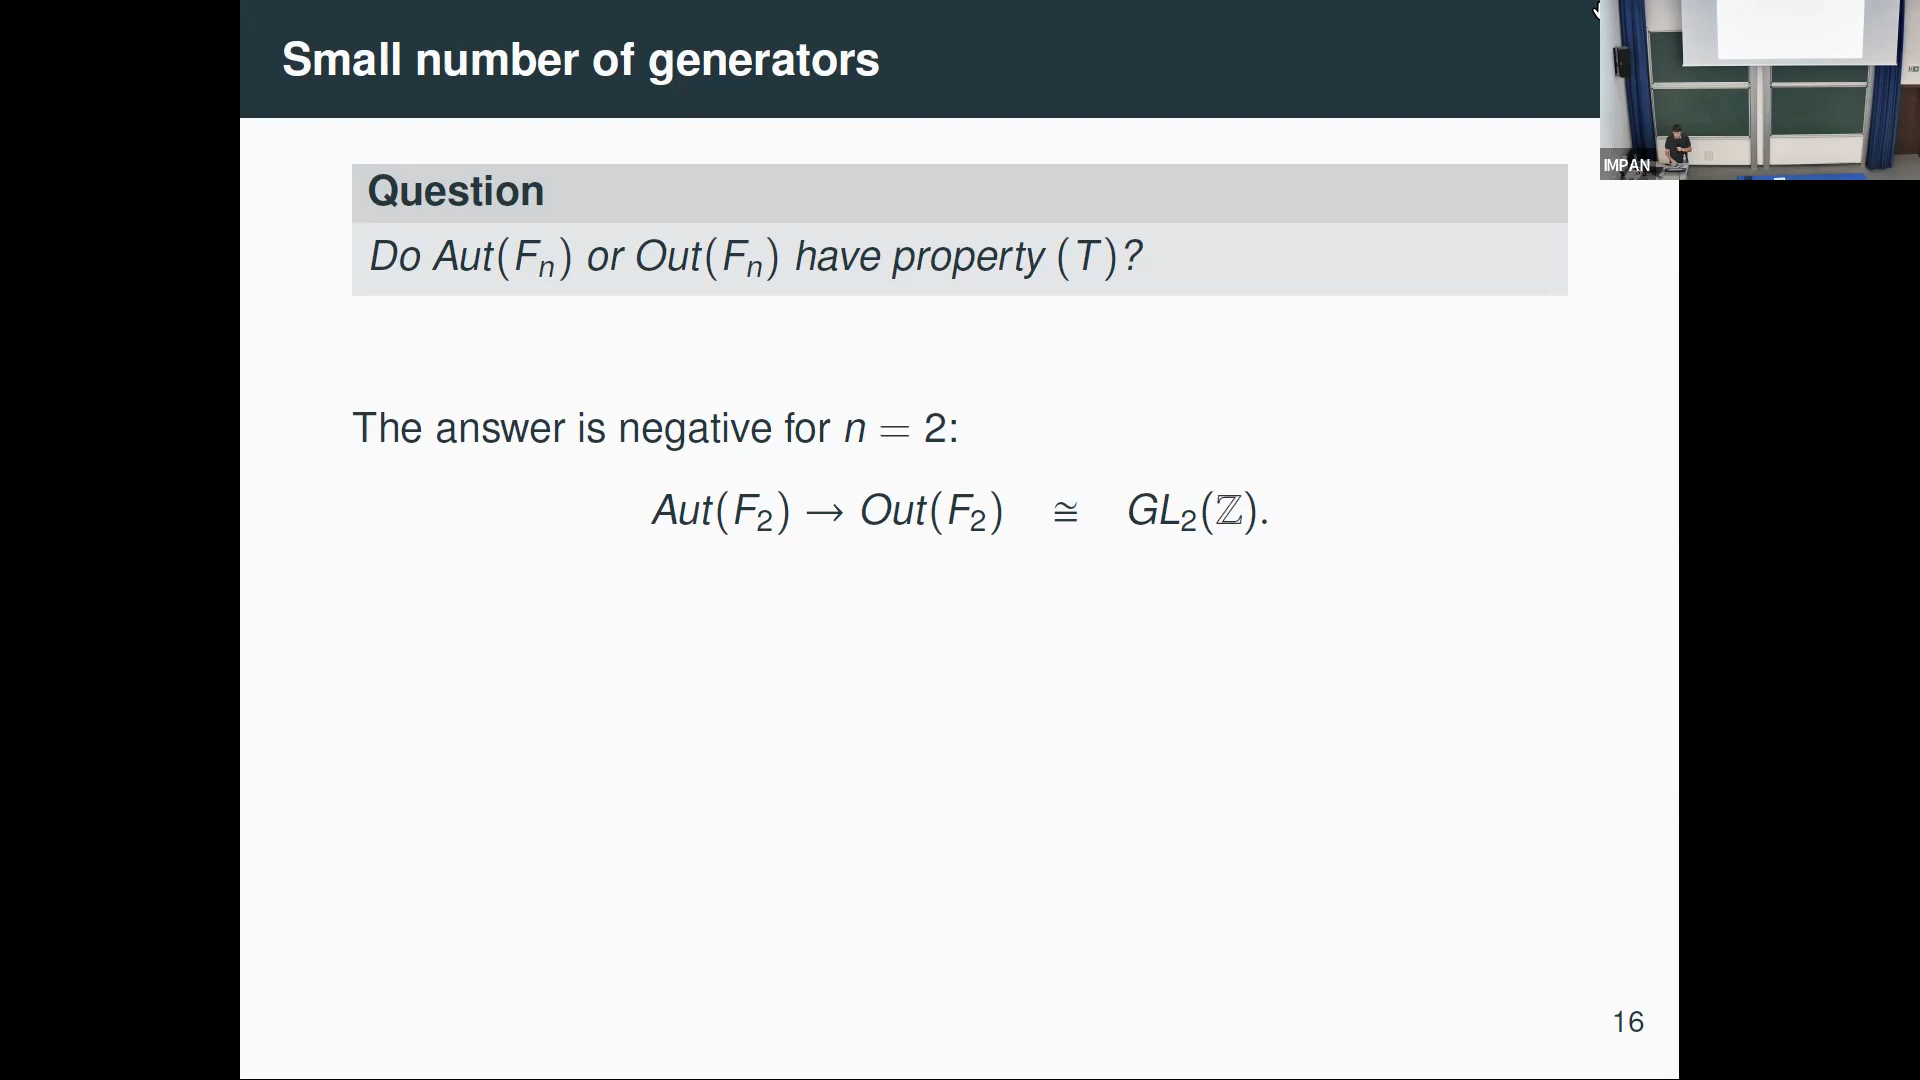 Small number of generators
IMPAN
Question
Do Aut(Fₙ) or Out(Fₙ) have property (T)?
The answer is negative for n = 2:
Aut(F₂) → Out(F₂) ≅ GL₂(ℤ).
16